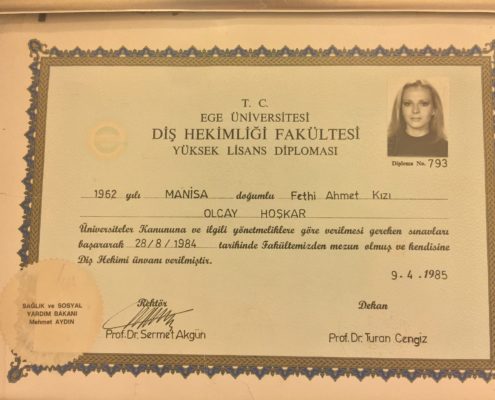 T. C.
EGE ÜNİVERSİTESİ
DİŞ HEKİMLİĞİ FAKÜLTESİ
YÜKSEK LİSANS DİPLOMASI
Diploma No. 793
1962 yılı MANİSA doğumlu Fethi Ahmet Kızı
OLCAY HOŞKAR
Üniversiteler Kanununa ve ilgili yönetmeliklere göre verilmesi gereken sınavları
başararak 28/8/1984 tarihinde Fakültemizden mezun olmuş ve kendisine
Diş Hekimi ünvanı verilmiştir.
9.4.1985
SAĞLIK ve SOSYAL
YARDIM BAKANI
Mehmet AYDIN
Rektör
Prof.Dr. Sermet Akgün
Dekan
Prof.Dr. Turan Cengiz